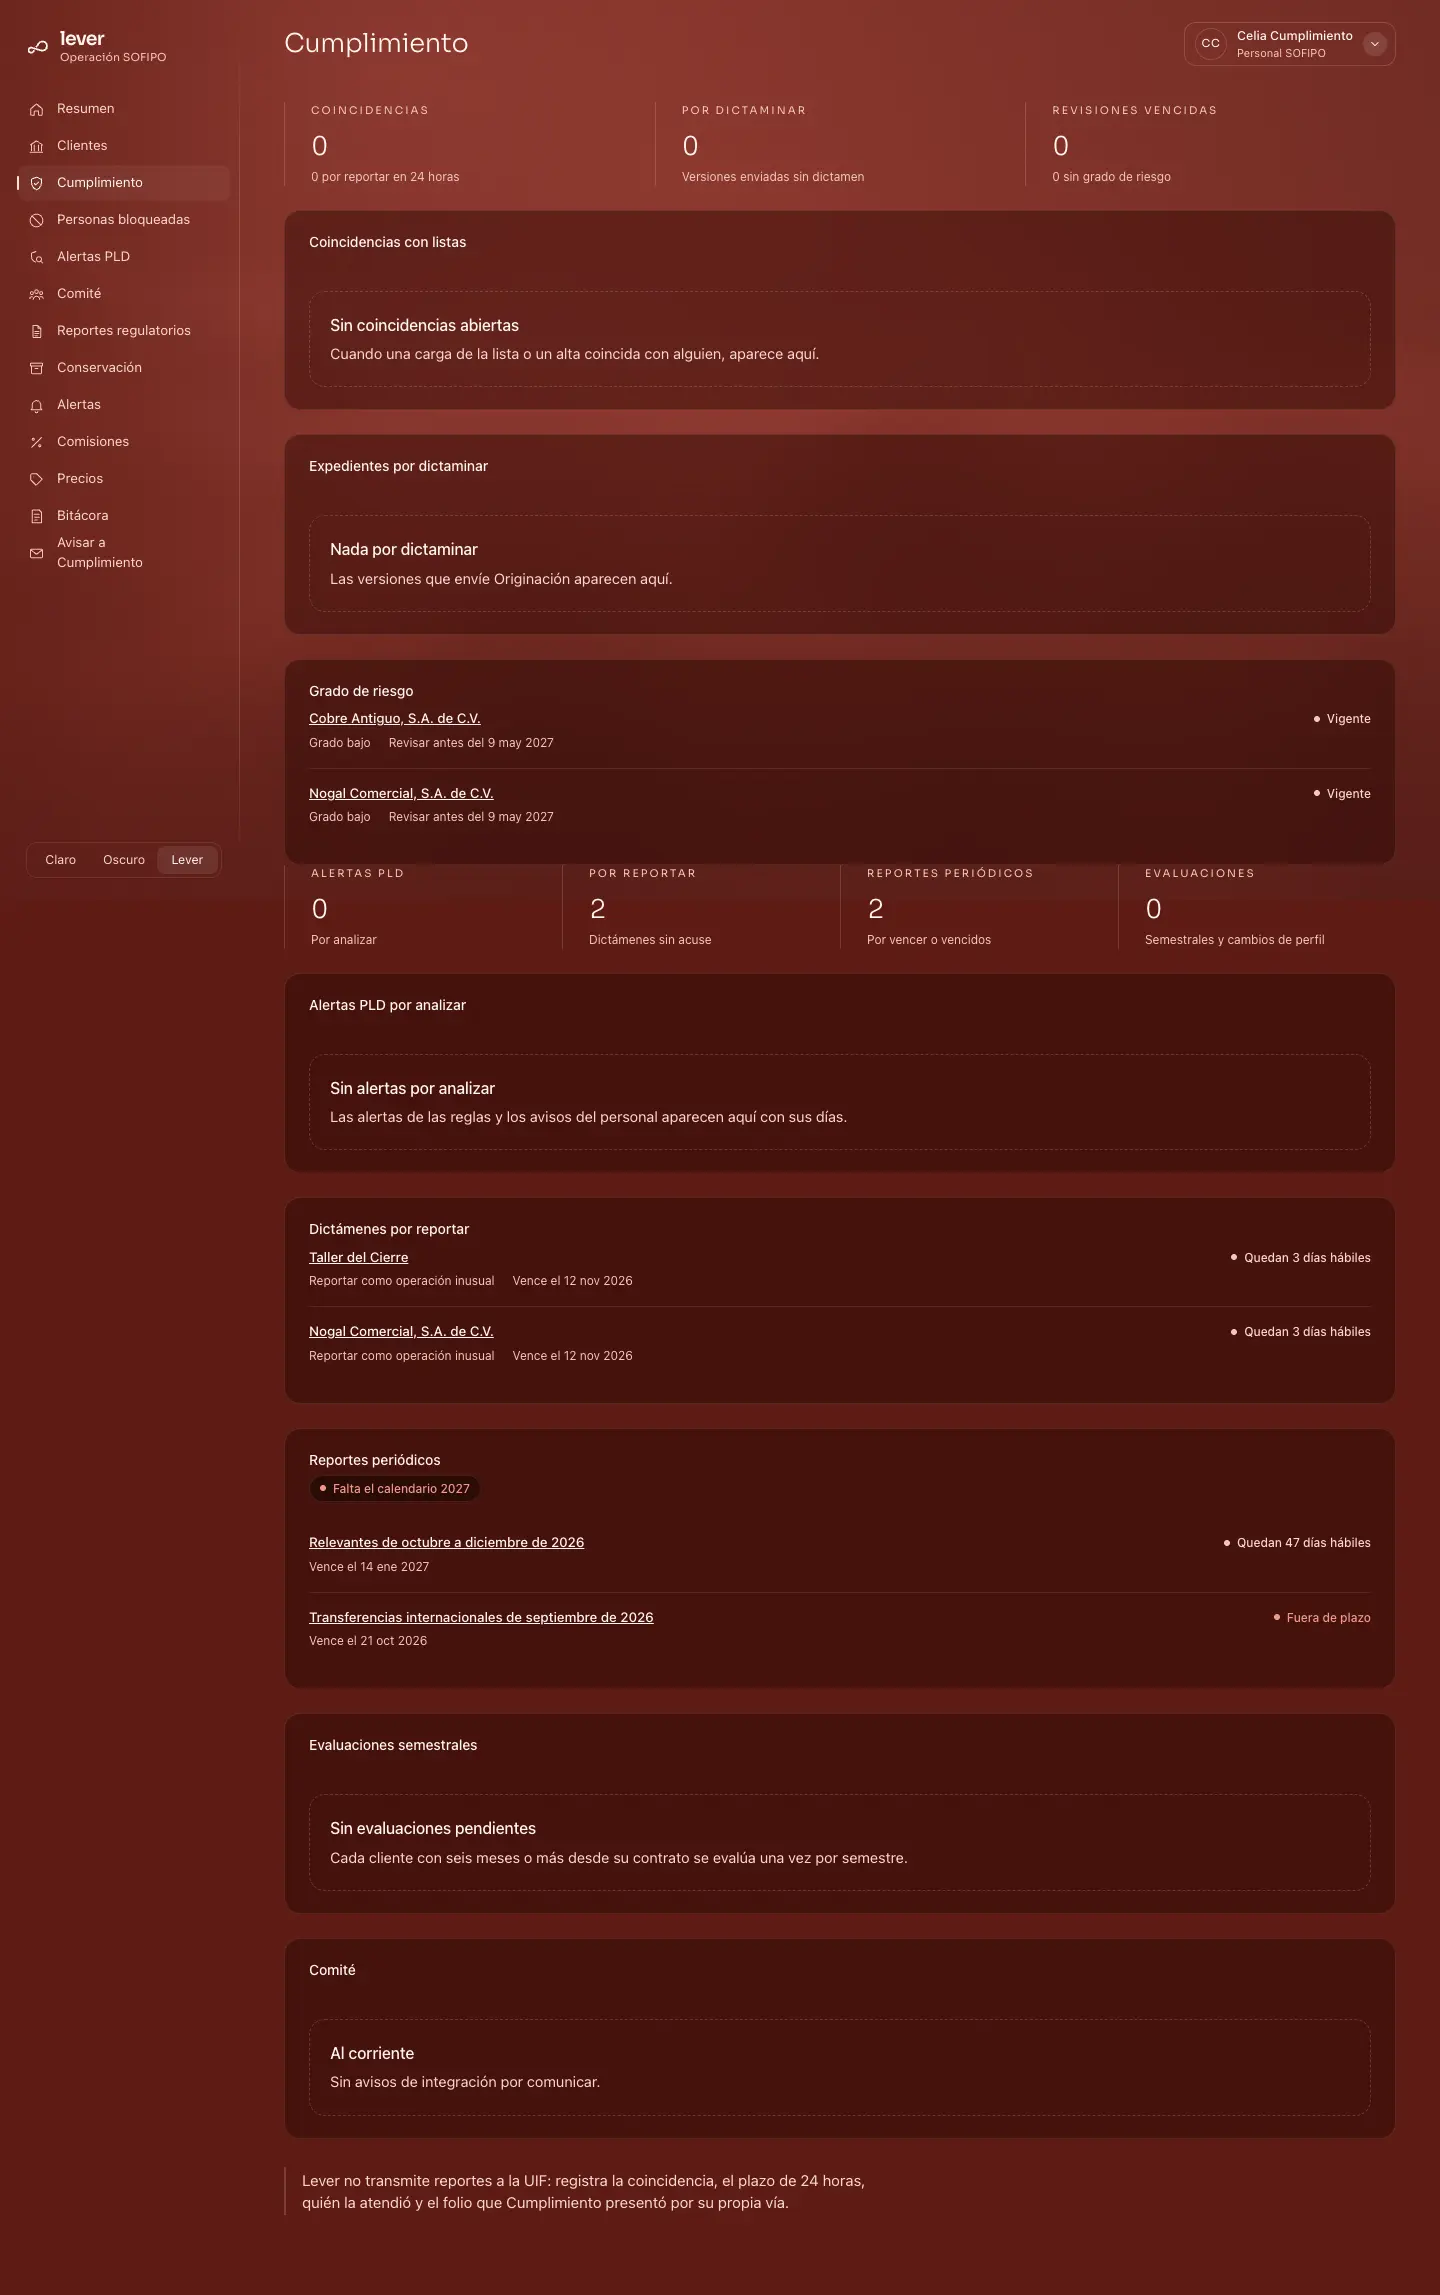 lever
Operación SOFIPO
Resumen
Clientes
Cumplimiento
Personas bloqueadas
Alertas PLD
Comité
Reportes regulatorios
Conservación
Alertas
Comisiones
Precios
Bitácora
Avisar a
Cumplimiento
Claro Oscuro Lever
Cumplimiento
CC
Celia Cumplimiento
Personal SOFIPO
COINCIDENCIAS
0
0 por reportar en 24 horas
POR DICTAMINAR
0
Versiones enviadas sin dictamen
REVISIONES VENCIDAS
0
0 sin grado de riesgo
Coincidencias con listas
Sin coincidencias abiertas
Cuando una carga de la lista o un alta coincida con alguien, aparece aquí.
Expedientes por dictaminar
Nada por dictaminar
Las versiones que envíe Originación aparecen aquí.
Grado de riesgo
Cobre Antiguo, S.A. de C.V.
Vigente
Grado bajo Revisar antes del 9 may 2027
Nogal Comercial, S.A. de C.V.
Vigente
Grado bajo Revisar antes del 9 may 2027
ALERTAS PLD
0
Por analizar
POR REPORTAR
2
Dictámenes sin acuse
REPORTES PERIÓDICOS
2
Por vencer o vencidos
EVALUACIONES
0
Semestrales y cambios de perfil
Alertas PLD por analizar
Sin alertas por analizar
Las alertas de las reglas y los avisos del personal aparecen aquí con sus días.
Dictámenes por reportar
Taller del Cierre
Quedan 3 días hábiles
Reportar como operación inusual Vence el 12 nov 2026
Nogal Comercial, S.A. de C.V.
Quedan 3 días hábiles
Reportar como operación inusual Vence el 12 nov 2026
Reportes periódicos
Falta el calendario 2027
Relevantes de octubre a diciembre de 2026
Quedan 47 días hábiles
Vence el 14 ene 2027
Transferencias internacionales de septiembre de 2026
Fuera de plazo
Vence el 21 oct 2026
Evaluaciones semestrales
Sin evaluaciones pendientes
Cada cliente con seis meses o más desde su contrato se evalúa una vez por semestre.
Comité
Al corriente
Sin avisos de integración por comunicar.
Lever no transmite reportes a la UIF: registra la coincidencia, el plazo de 24 horas,
quién la atendió y el folio que Cumplimiento presentó por su propia vía.